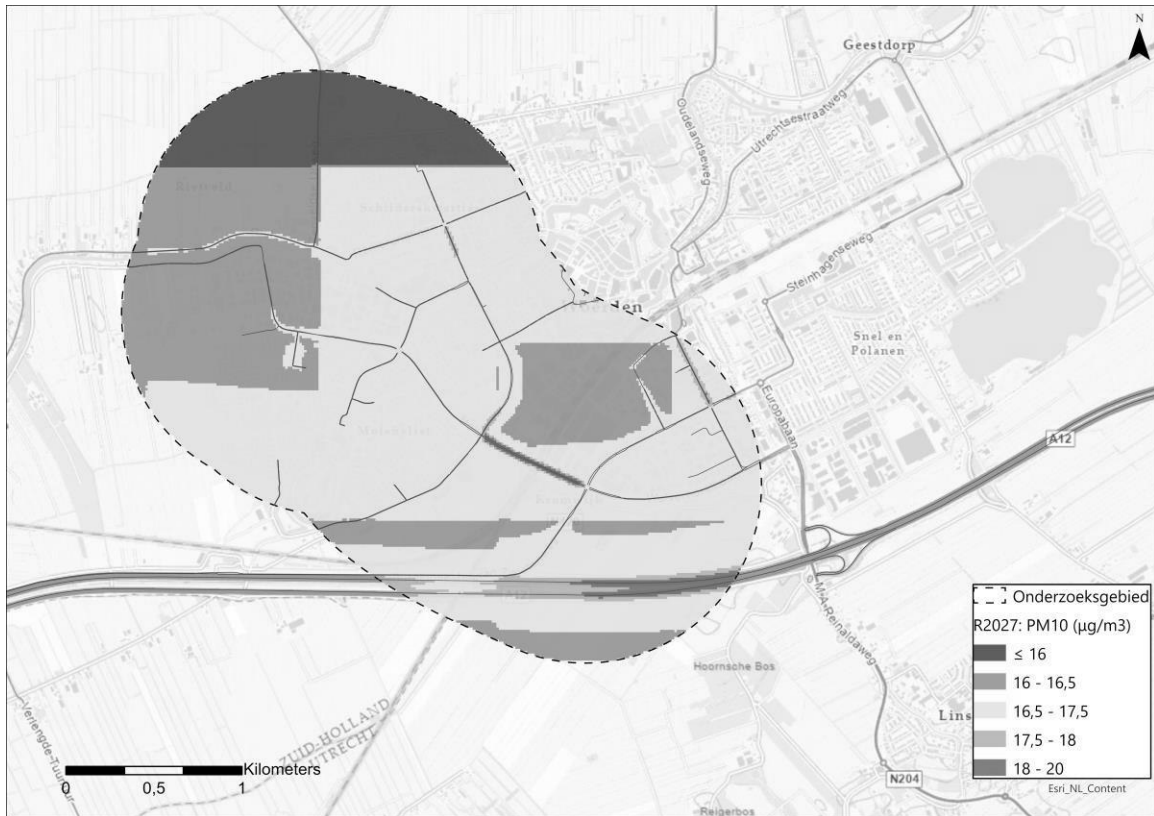 N
Geestdorp
Oudelandseweg
Utrechtsestraatweg
Rietveld
Steinhagenseweg
Snel en
Polanen
Molenvliet
Europabaan
A12
M.A. Reinaldaweg
Hoornsche Bos
ZUID-HOLLAND
UTRECHT
N204
Reigerbos
Kilometers
0
0,5
1
Onderzoeksgebied
R2027: PM10 (µg/m3)
≤ 16
16 - 16,5
16,5 - 17,5
17,5 - 18
18 - 20
Esri_NL_Content